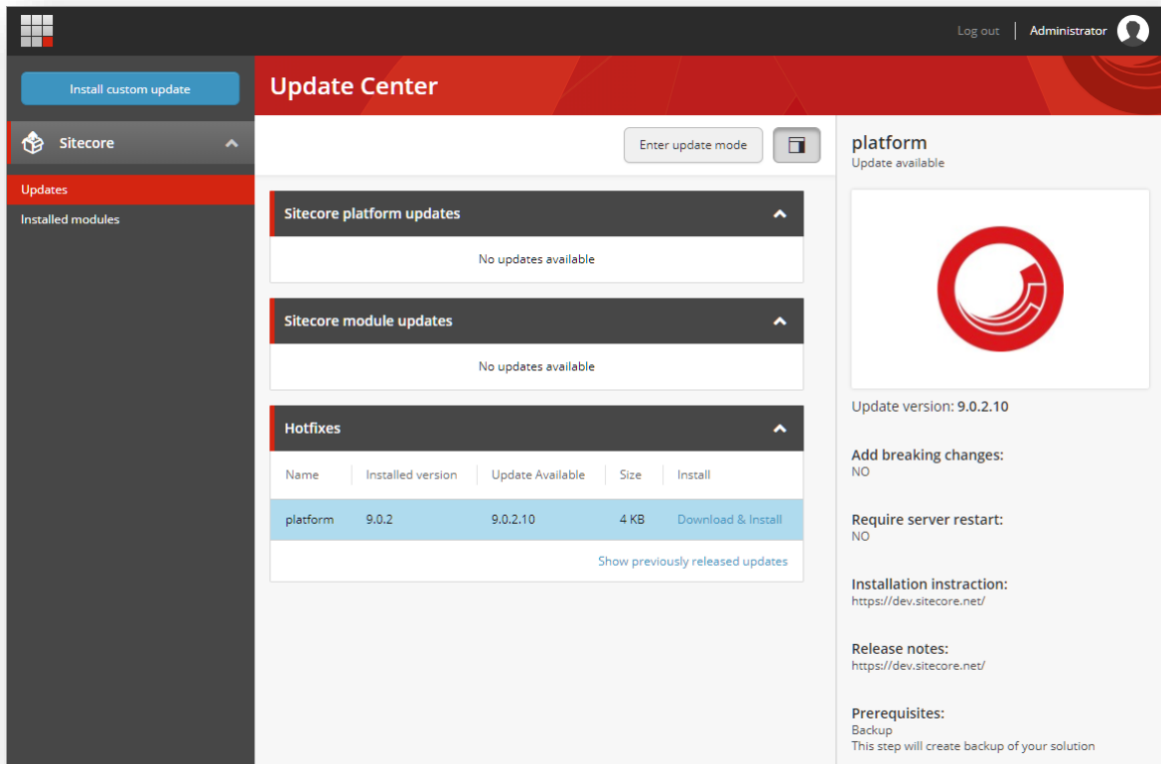 Log out
Administrator
Install custom update
Sitecore
Updates
Installed modules
Update Center
Enter update mode
Sitecore platform updates
No updates available
Sitecore module updates
No updates available
Hotfixes
Name Installed version Update Available Size Install
platform 9.0.2 9.0.2.10 4 KB Download & Install
Show previously released updates
platform
Update available
Update version: 9.0.2.10
Add breaking changes:
NO
Require server restart:
NO
Installation instraction:
https://dev.sitecore.net/
Release notes:
https://dev.sitecore.net/
Prerequisites:
Backup
This step will create backup of your solution